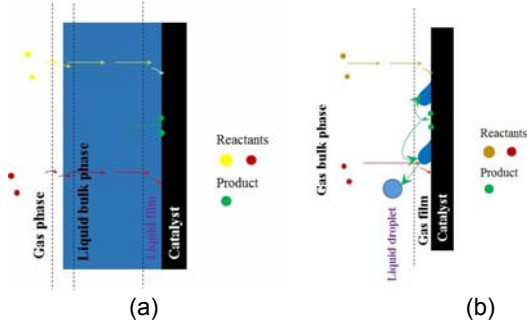 Gas phase
Liquid bulk phase
Liquid film
Catalyst
Reactants
Product
(a)
Gas bulk phase
Liquid droplet
Gas film
Catalyst
Reactants
Product
(b)